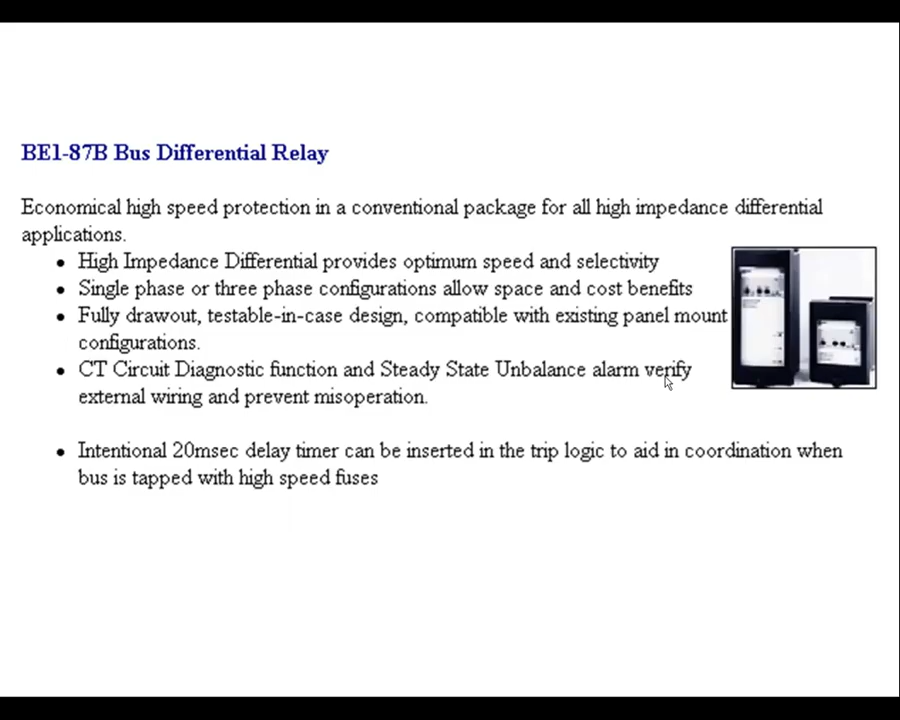 BE1-87B Bus Differential Relay
Economical high speed protection in a conventional package for all high impedance differential
applications.
• High Impedance Differential provides optimum speed and selectivity
• Single phase or three phase configurations allow space and cost benefits
• Fully drawout, testable-in-case design, compatible with existing panel mount
configurations.
• CT Circuit Diagnostic function and Steady State Unbalance alarm verify
external wiring and prevent misoperation.
• Intentional 20msec delay timer can be inserted in the trip logic to aid in coordination when
bus is tapped with high speed fuses